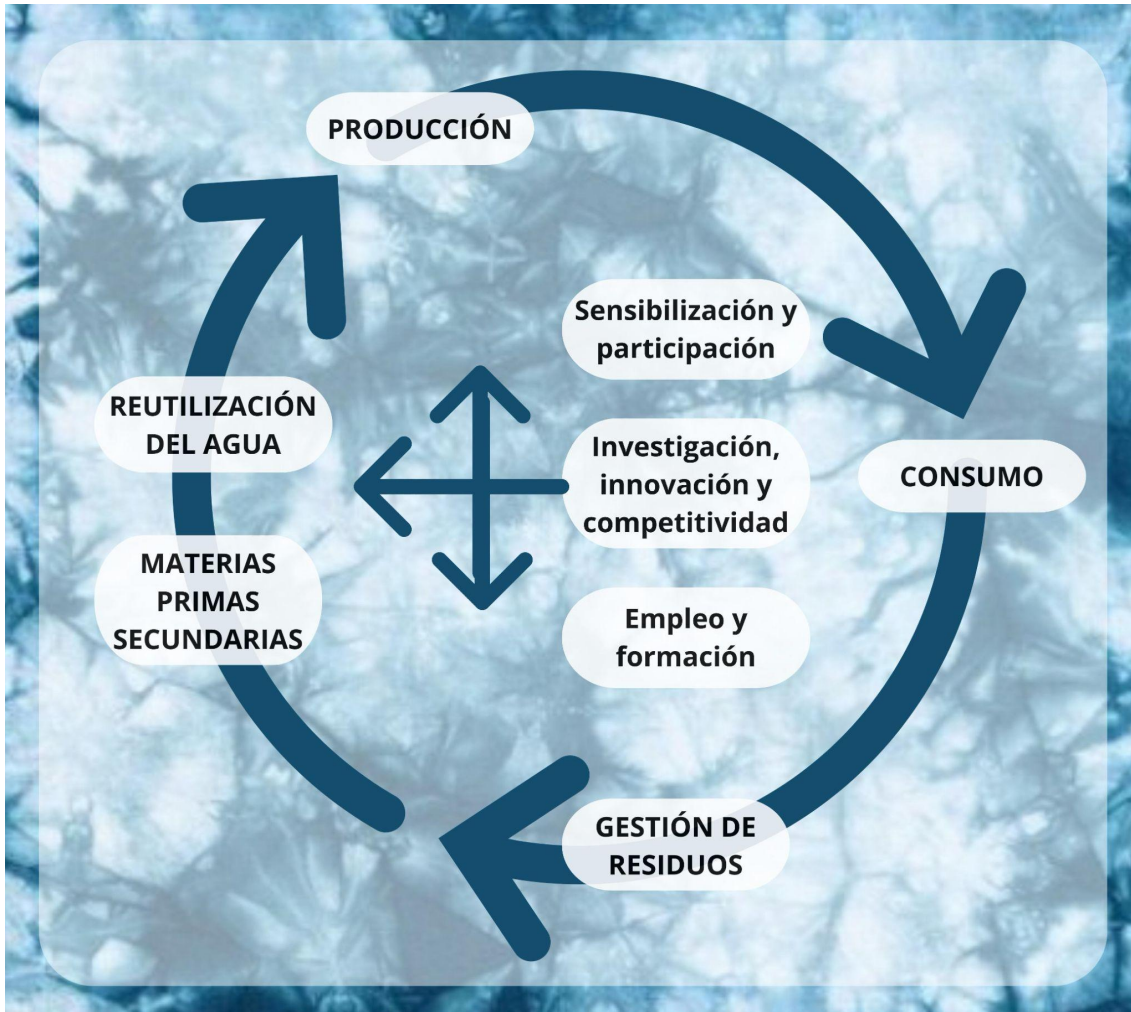 PRODUCCIÓN
Sensibilización y
participación
REUTILIZACIÓN
DEL AGUA
Investigación,
innovación y
competitividad
CONSUMO
MATERIAS
PRIMAS
SECUNDARIAS
Empleo y
formación
GESTIÓN DE
RESIDUOS